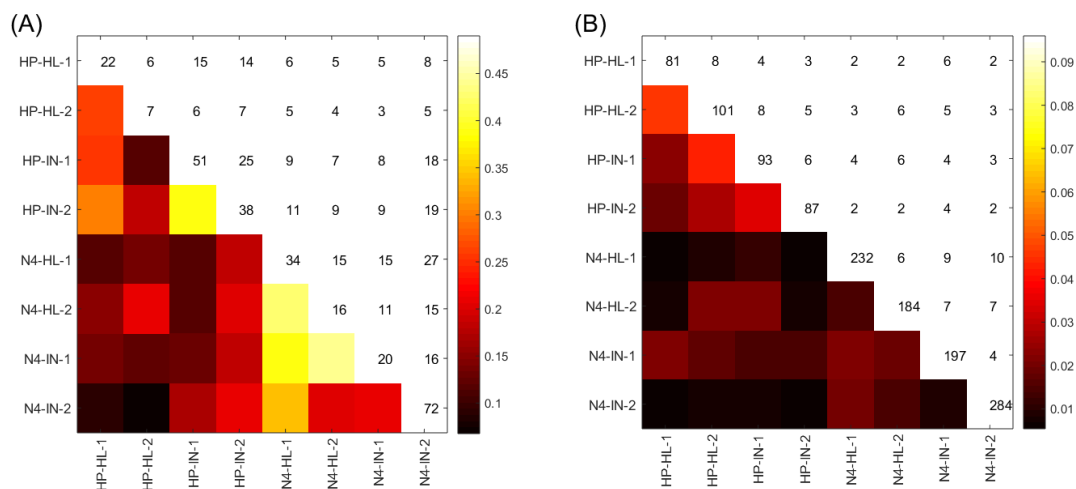 (A)
HP-HL-1 22 6 15 14 6 5 5 8
HP-HL-2 7 6 7 5 4 3 5
HP-IN-1 51 25 9 7 8 18
HP-IN-2 38 11 9 9 19
N4-HL-1 34 15 15 27
N4-HL-2 16 11 15
N4-IN-1 20 16
N4-IN-2 72
HP-HL-1 HP-HL-2 HP-IN-1 HP-IN-2 N4-HL-1 N4-HL-2 N4-IN-1 N4-IN-2
0.45
0.4
0.35
0.3
0.25
0.2
0.15
0.1
(B)
HP-HL-1 81 8 4 3 2 2 6 2
HP-HL-2 101 8 5 3 6 5 3
HP-IN-1 93 6 4 6 4 3
HP-IN-2 87 2 2 4 2
N4-HL-1 232 6 9 10
N4-HL-2 184 7 7
N4-IN-1 197 4
N4-IN-2 284
HP-HL-1 HP-HL-2 HP-IN-1 HP-IN-2 N4-HL-1 N4-HL-2 N4-IN-1 N4-IN-2
0.09
0.08
0.07
0.06
0.05
0.04
0.03
0.02
0.01